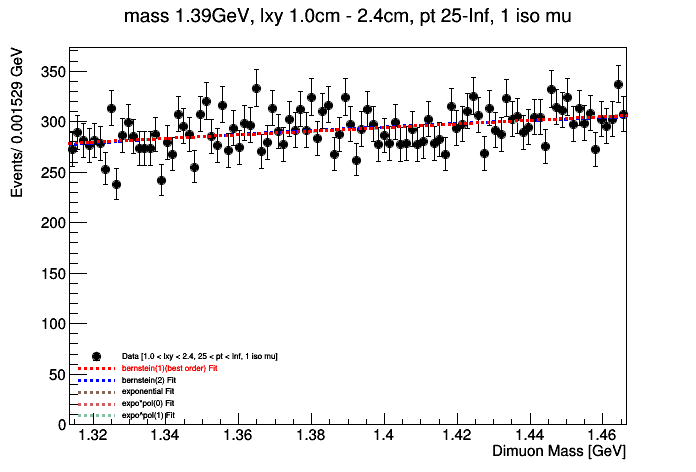 mass 1.39GeV, lxy 1.0cm - 2.4cm, pt 25-Inf, 1 iso mu
Events/ 0.001529 GeV
350
300
250
200
150
100
50
0
Data [1.0 < lxy < 2.4, 25 < pt < Inf, 1 iso mu]
bernstein(1)(best order) Fit
bernstein(2) Fit
exponential Fit
expo*pol(0) Fit
expo*pol(1) Fit
1.32 1.34 1.36 1.38 1.4 1.42 1.44 1.46
Dimuon Mass [GeV]